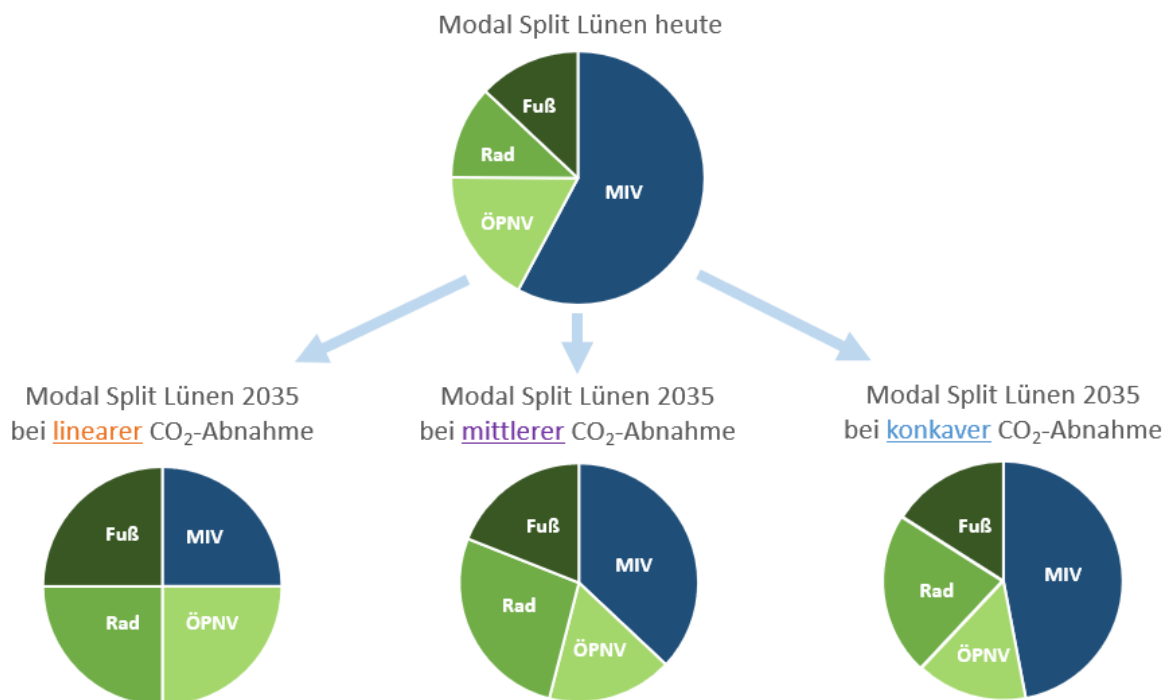 Modal Split Lünen heute
Fuß
Rad
MIV
ÖPNV
Modal Split Lünen 2035
bei linearer CO₂-Abnahme
Fuß
MIV
Rad
ÖPNV
Modal Split Lünen 2035
bei mittlerer CO₂-Abnahme
Fuß
MIV
Rad
ÖPNV
Modal Split Lünen 2035
bei konkaver CO₂-Abnahme
Fuß
MIV
Rad
ÖPNV